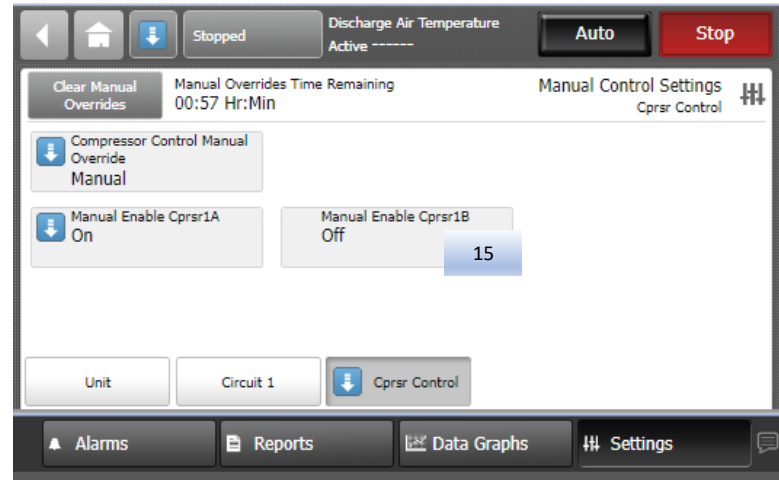 Stopped
Discharge Air Temperature
Active ------
Auto
Stop
Clear Manual
Overrides
Manual Overrides Time Remaining
00:57 Hr:Min
Manual Control Settings
Cprsr Control
Compressor Control Manual
Override
Manual
Manual Enable Cprsr1A
On
Manual Enable Cprsr1B
Off
15
Unit
Circuit 1
Cprsr Control
Alarms
Reports
Data Graphs
Settings